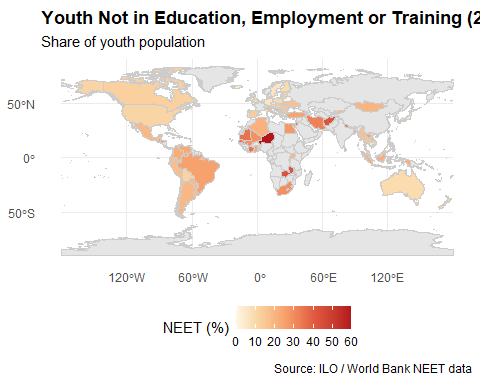 Youth Not in Education, Employment or Training (2
Share of youth population
50°N
0°
50°S
120°W 60°W 0° 60°E 120°E
NEET (%)
0 10 20 30 40 50 60
Source: ILO / World Bank NEET data